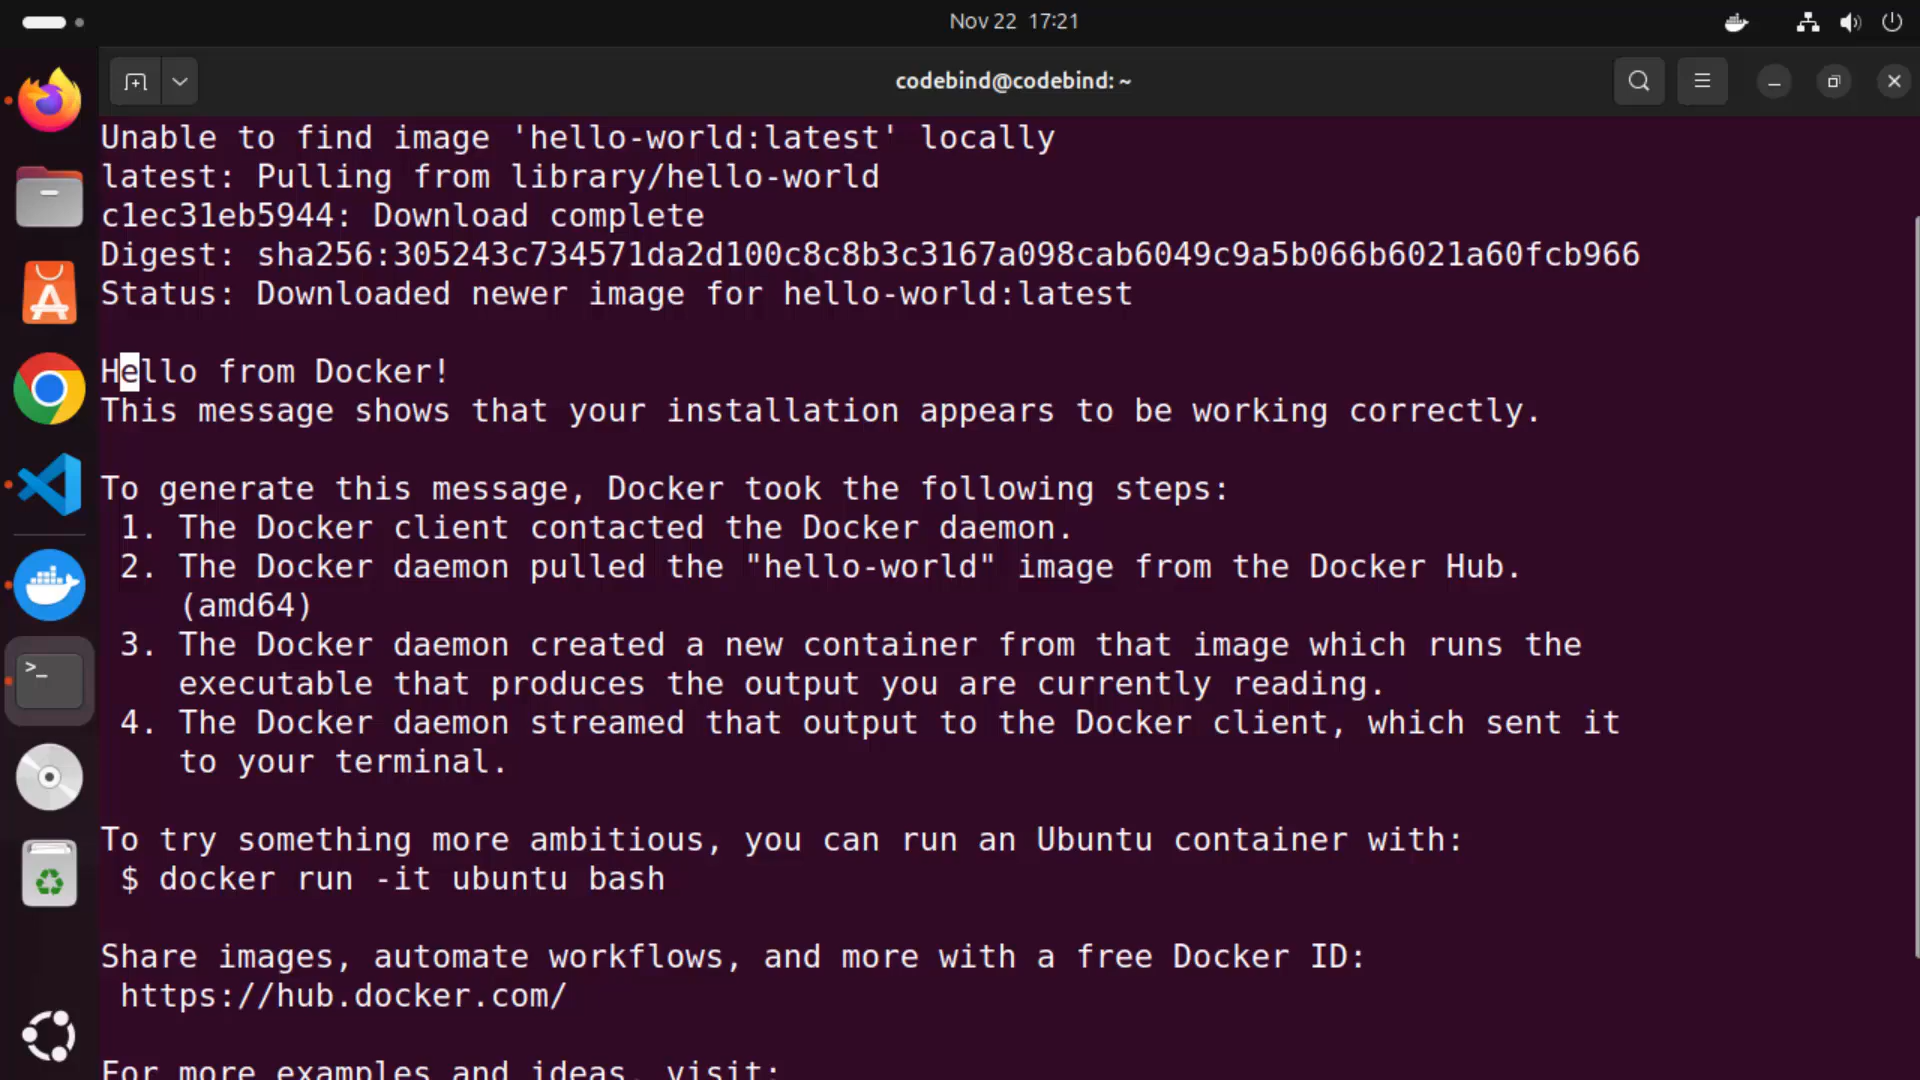 Nov 22 17:21
codebind@codebind: ~
Unable to find image 'hello-world:latest' locally
latest: Pulling from library/hello-world
c1ec31eb5944: Download complete
Digest: sha256:305243c734571da2d100c8c8b3c3167a098cab6049c9a5b066b6021a60fcb966
Status: Downloaded newer image for hello-world:latest
Hello from Docker!
This message shows that your installation appears to be working correctly.
To generate this message, Docker took the following steps:
1. The Docker client contacted the Docker daemon.
2. The Docker daemon pulled the "hello-world" image from the Docker Hub.
(amd64)
3. The Docker daemon created a new container from that image which runs the
executable that produces the output you are currently reading.
4. The Docker daemon streamed that output to the Docker client, which sent it
to your terminal.
To try something more ambitious, you can run an Ubuntu container with:
$ docker run -it ubuntu bash
Share images, automate workflows, and more with a free Docker ID:
https://hub.docker.com/
For more examples and ideas, visit: